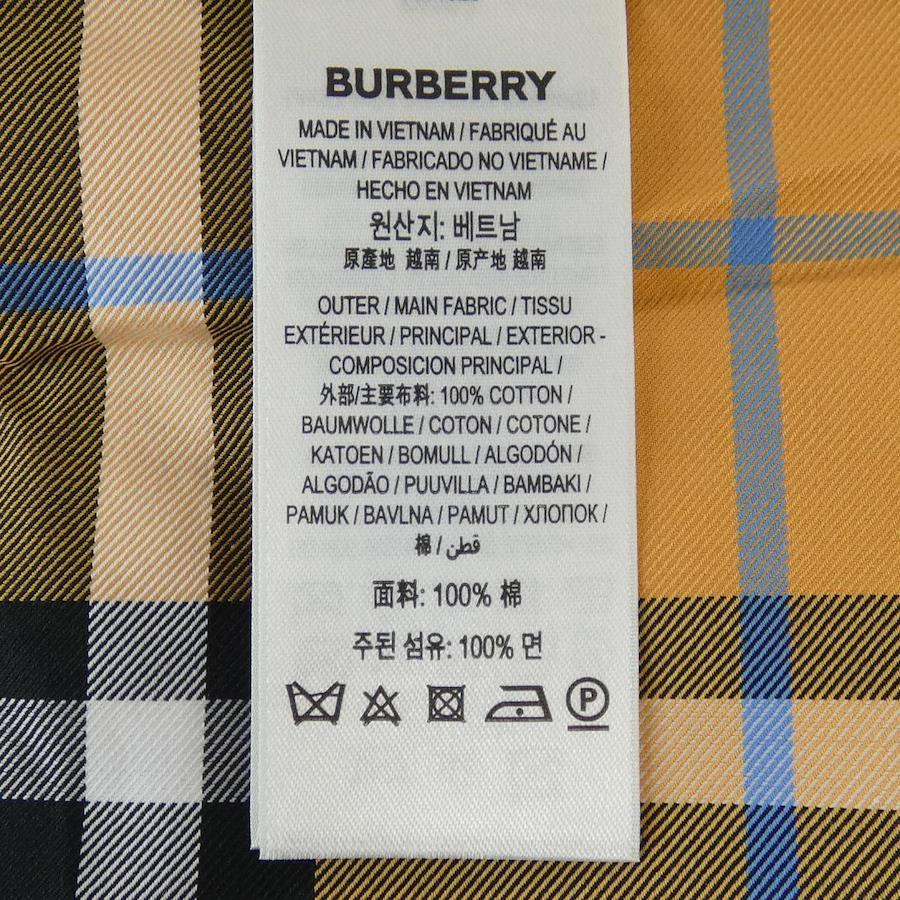 BURBERRY
MADE IN VIETNAM / FABRIQUÉ AU
VIETNAM / FABRICADO NO VIETNAME /
HECHO EN VIETNAM
원산지: 베트남
原產地 越南 / 原产地 越南
OUTER / MAIN FABRIC / TISSU
EXTÉRIEUR / PRINCIPAL / EXTERIOR -
COMPOSICION PRINCIPAL /
外部/主要布料: 100% COTTON /
BAUMWOLLE / COTON / COTONE /
KATOEN / BOMULL / ALGODÓN /
ALGODÃO / PUUVILLA / BAMBAKI /
PAMUK / BAVLNA / PAMUT / ХЛОПОК /
棉 / قطن
面料: 100% 棉
주된 섬유: 100% 면
P